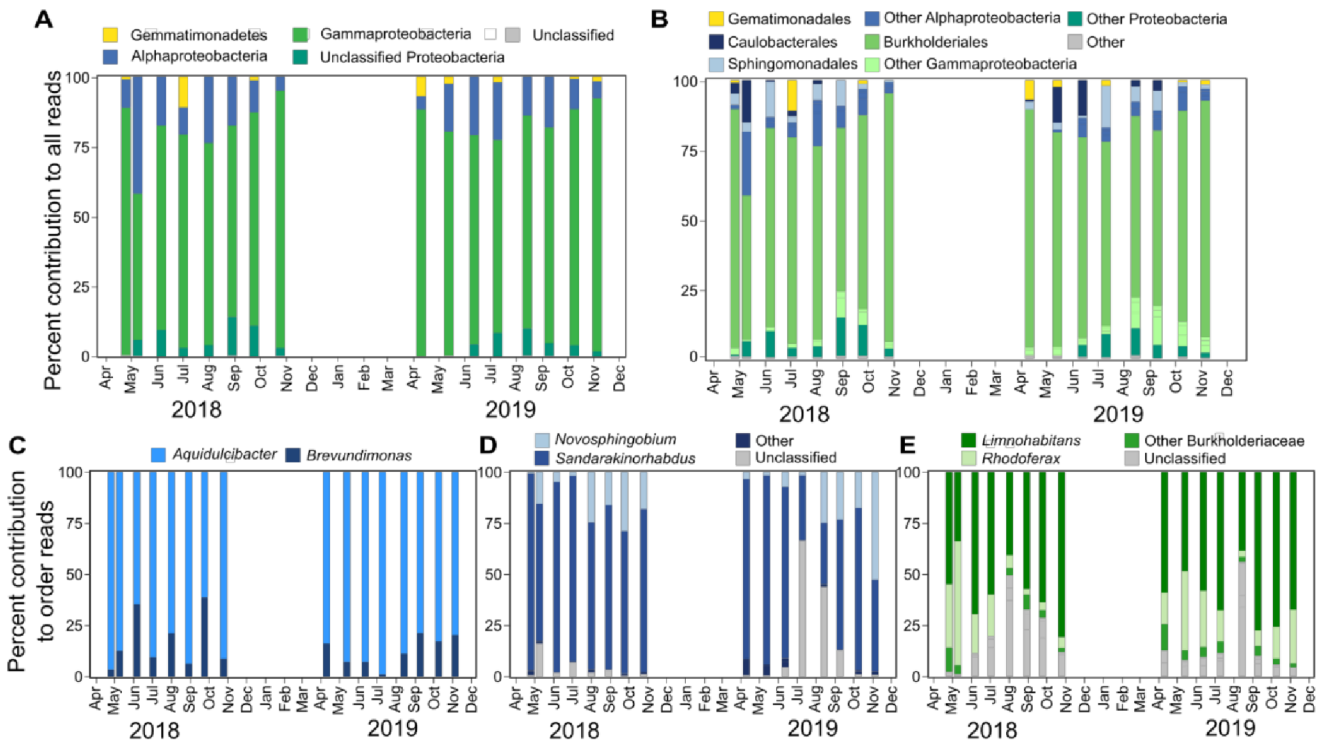 A
Gemmatimonadetes Gammaproteobacteria Unclassified
Alphaproteobacteria Unclassified Proteobacteria
Percent contribution to all reads
100
75
50
25
0
Apr May Jun Jul Aug Sep Oct Nov Dec Jan Feb Mar Apr May Jun Jul Aug Sep Oct Nov Dec
2018 2019
B
Gematimonadales Other Alphaproteobacteria Other Proteobacteria
Caulobacterales Burkholderiales Other
Sphingomonadales Other Gammaproteobacteria
100
75
50
25
0
Apr May Jun Jul Aug Sep Oct Nov Dec Jan Feb Mar Apr May Jun Jul Aug Sep Oct Nov Dec
2018 2019
C
Aquidulcibacter Brevundimonas
Percent contribution
to order reads
100
75
50
25
0
Apr May Jun Jul Aug Sep Oct Nov Dec Jan Feb Mar Apr May Jun Jul Aug Sep Oct Nov Dec
2018 2019
D
Novosphingobium Other
Sandarakinorhabdus Unclassified
100
75
50
25
0
Apr May Jun Jul Aug Sep Oct Nov Dec Jan Feb Mar Apr May Jun Jul Aug Sep Oct Nov Dec
2018 2019
E
Limnohabitans Other Burkholderiaceae
Rhodoferax Unclassified
100
75
50
25
0
Apr May Jun Jul Aug Sep Oct Nov Dec Jan Feb Mar Apr May Jun Jul Aug Sep Oct Nov Dec
2018 2019